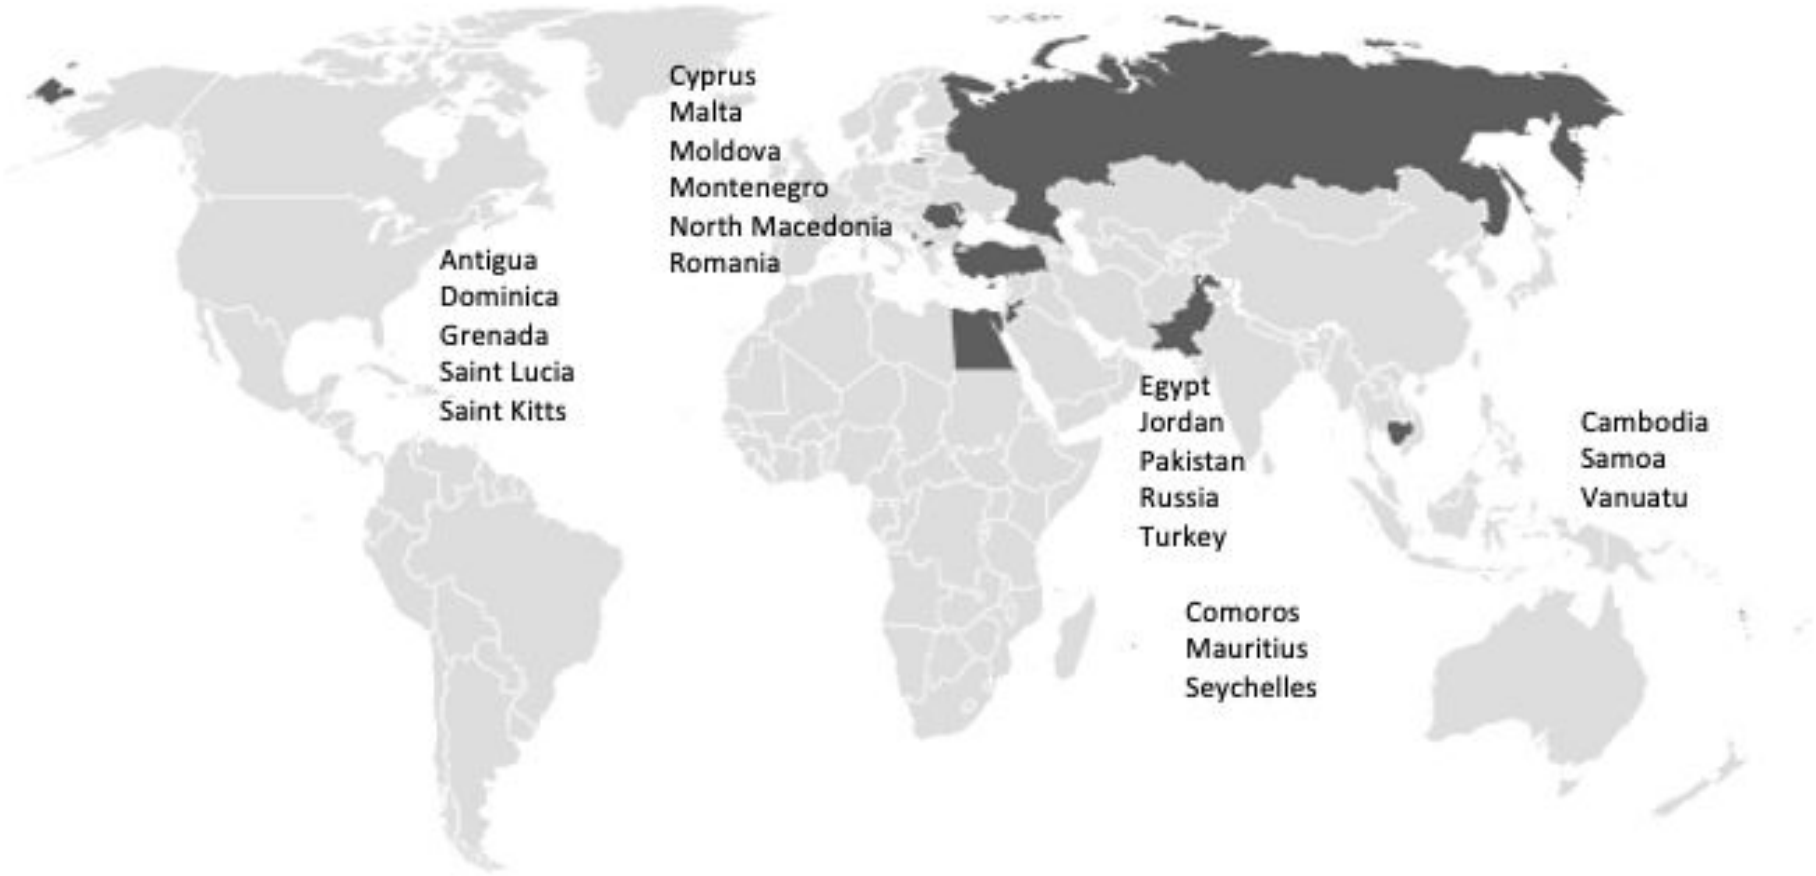 Cyprus
Malta
Moldova
Montenegro
North Macedonia
Romania
Antigua
Dominica
Grenada
Saint Lucia
Saint Kitts
Egypt
Jordan
Pakistan
Russia
Turkey
Cambodia
Samoa
Vanuatu
Comoros
Mauritius
Seychelles